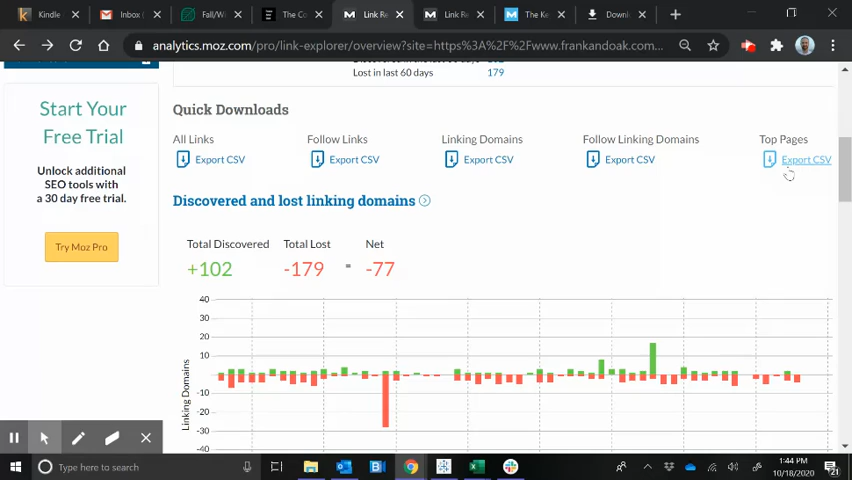 Kindle
Inbox (
Fall/Wi
The Co
Link Re
Link Re
The Ke
Downl
analytics.moz.com/pro/link-explorer/overview?site=https%3A%2F%2Fwww.frankandoak.com...
Lost in last 60 days 179
Start Your
Free Trial
Unlock additional
SEO tools with
a 30 day free trial.
Try Moz Pro
Quick Downloads
All Links Follow Links Linking Domains Follow Linking Domains Top Pages
Export CSV Export CSV Export CSV Export CSV Export CSV
Discovered and lost linking domains
Total Discovered Total Lost Net
+102 -179 = -77
40
30
20
10
-10
-20
-30
-40
Linking Domains
Type here to search
1:44 PM
10/18/2020
21